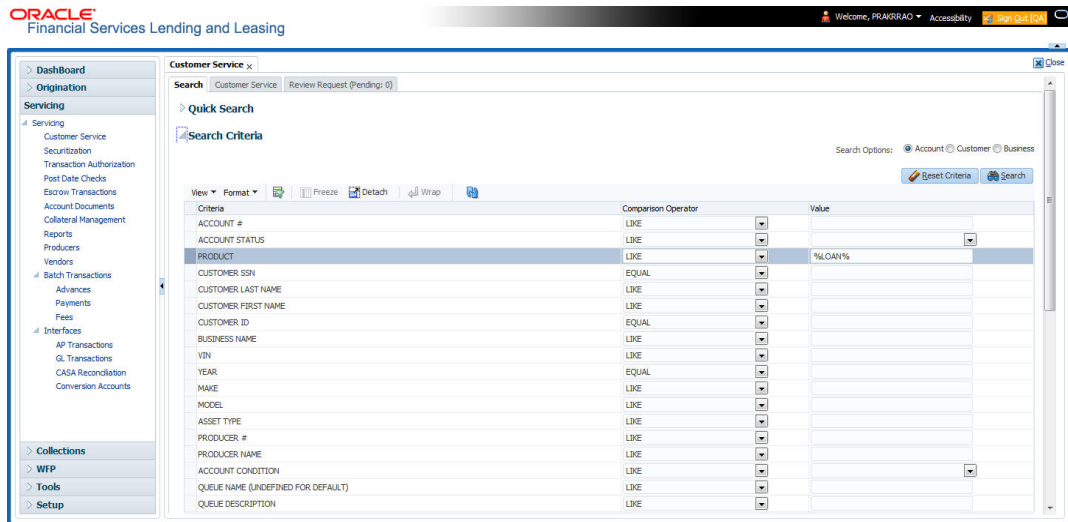 ORACLE
Financial Services Lending and Leasing
Welcome, PRAKRRAO Accessibility Sign Out [QA]
Close
DashBoard
Origination
Servicing
Servicing
Customer Service
Securitization
Transaction Authorization
Post Date Checks
Escrow Transactions
Account Documents
Collateral Management
Reports
Producers
Vendors
Batch Transactions
Advances
Payments
Fees
Interfaces
AP Transactions
GL Transactions
CASA Reconciliation
Conversion Accounts
Collections
WFP
Tools
Setup
Customer Service x
Search Customer Service Review Request (Pending: 0)
Quick Search
Search Criteria
Search Options: Account Customer Business
Reset Criteria Search
View Format Freeze Detach Wrap
Criteria Comparison Operator Value
ACCOUNT # LIKE
ACCOUNT STATUS LIKE
PRODUCT LIKE %LOAN%
CUSTOMER SSN EQUAL
CUSTOMER LAST NAME LIKE
CUSTOMER FIRST NAME LIKE
CUSTOMER ID EQUAL
BUSINESS NAME LIKE
VIN LIKE
YEAR EQUAL
MAKE LIKE
MODEL LIKE
ASSET TYPE LIKE
PRODUCER # LIKE
PRODUCER NAME LIKE
ACCOUNT CONDITION LIKE
QUEUE NAME (UNDEFINED FOR DEFAULT) LIKE
QUEUE DESCRIPTION LIKE